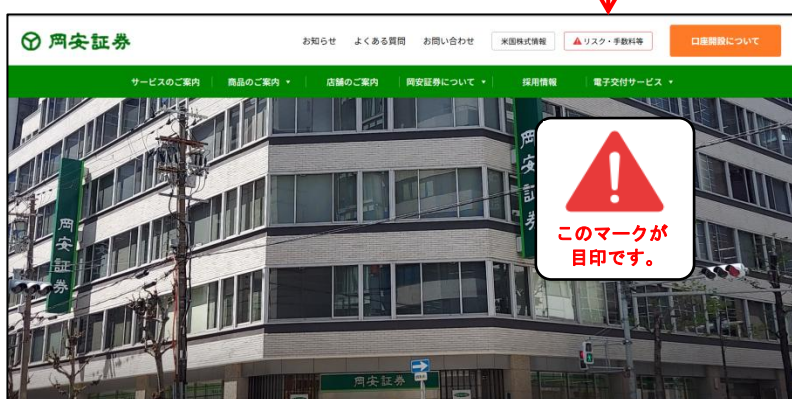 岡安証券
お知らせ よくある質問 お問い合わせ 米国株式情報 リスク・手数料等 口座開設について
サービスのご案内 商品のご案内 店舗のご案内 岡安証券について 採用情報 電子交付サービス
岡安証券
岡安証券
このマークが
目印です。
岡安証券